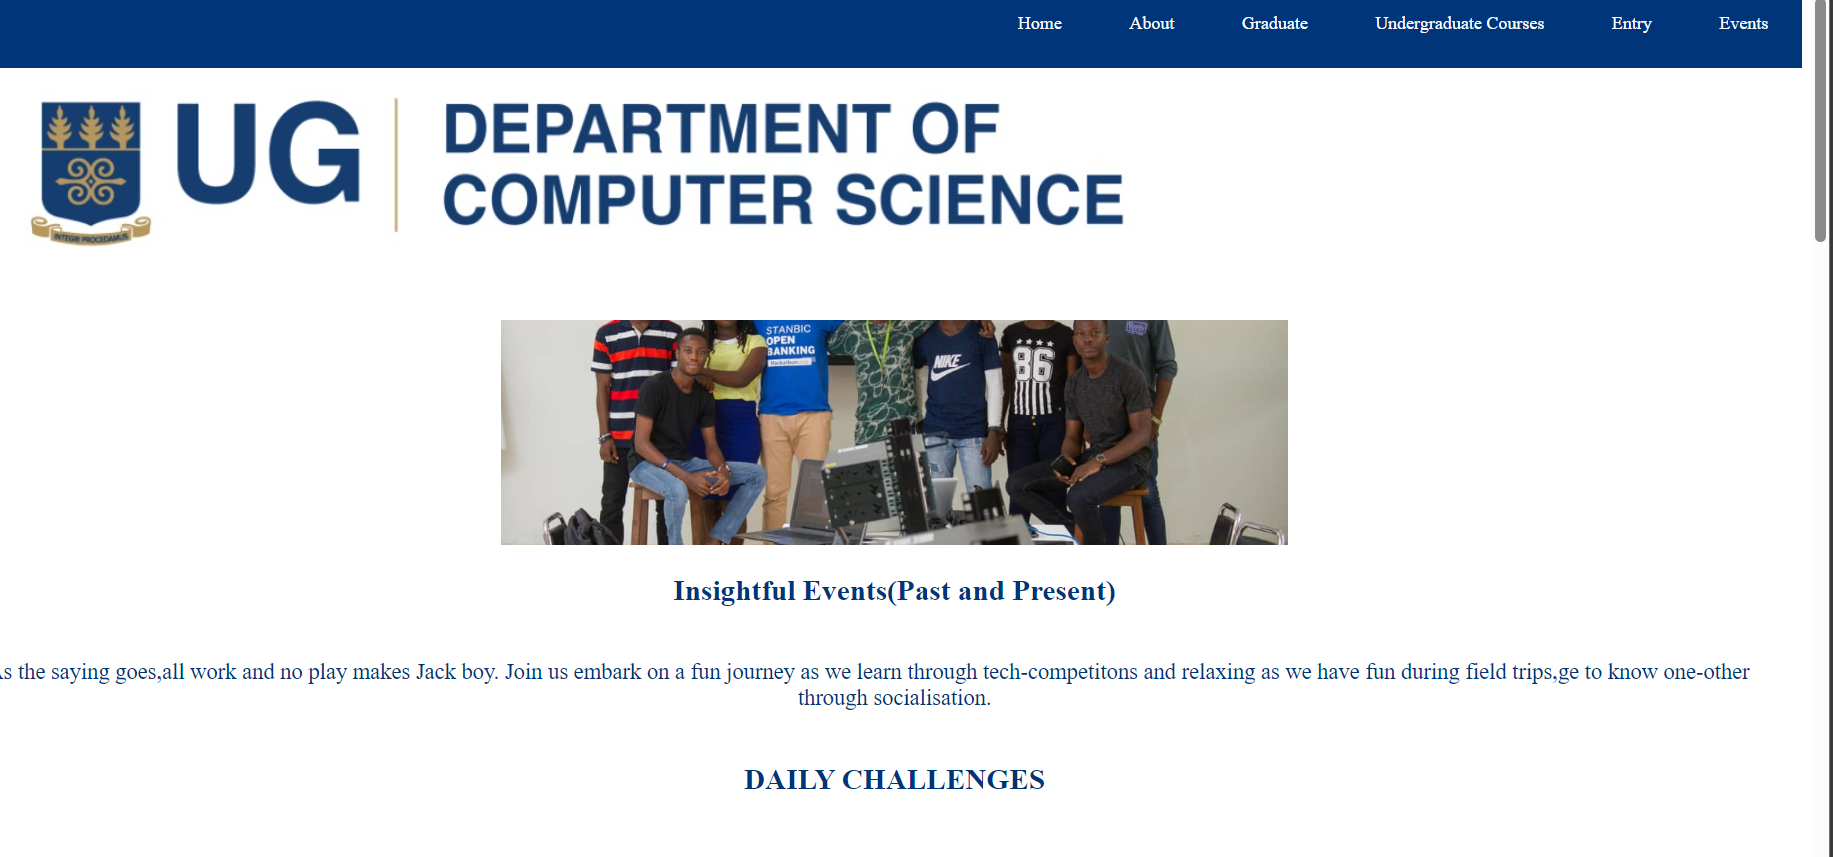 Home About Graduate Undergraduate Courses Entry Events
UG
DEPARTMENT OF
COMPUTER SCIENCE
INTEGRI PROCEDAMUS
STANBIC
OPEN
BANKING
NIKE
86
Insightful Events(Past and Present)
s the saying goes,all work and no play makes Jack boy. Join us embark on a fun journey as we learn through tech-competitons and relaxing as we have fun during field trips,ge to know one-other
through socialisation.
DAILY CHALLENGES